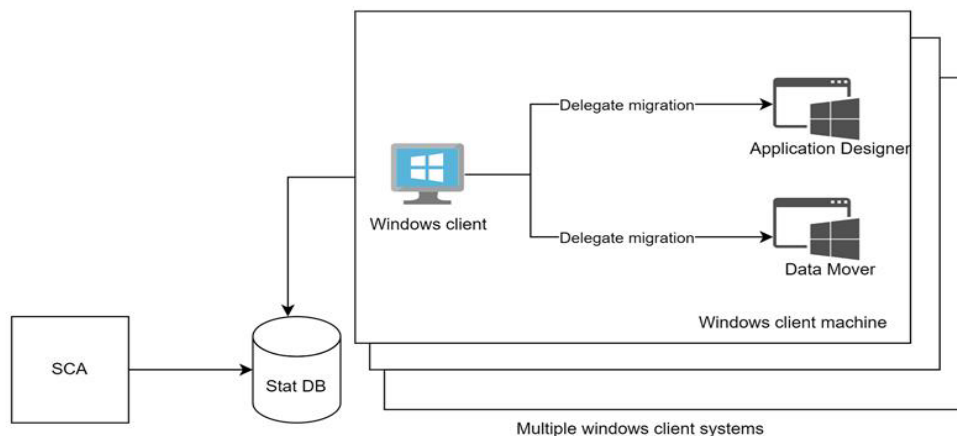 Delegate migration
Application Designer
Windows client
Delegate migration
Data Mover
Windows client machine
SCA
Stat DB
Multiple windows client systems